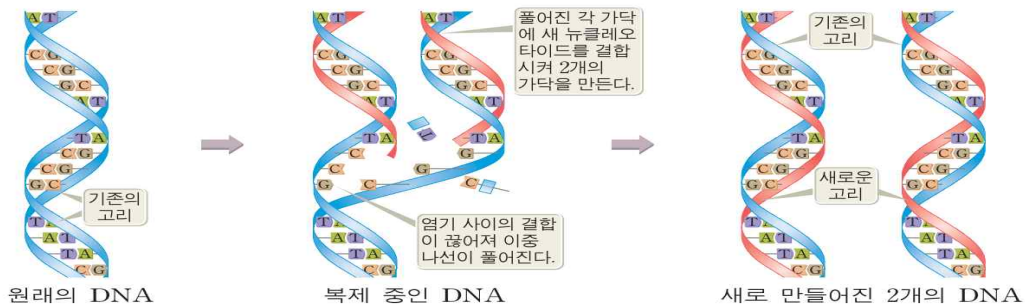 A T
C G
C G
G C
A T
T A
C G
C G
G C
기존의
고리
T A
A T
T A
C G
원래의 DNA
A T
A T
풀어진 각 가닥
에 새 뉴클레오
타이드를 결합
시켜 2개의
가닥을 만든다.
C G
C G
C G
C G
G C
G C
A T
A T
T A
T A
C
G
C
G
G
C
C
염기 사이의 결합
이 끊어져 이중
나선이 풀어진다.
T A
A T
T A
C G
복제 중인 DNA
A T
A T
기존의
고리
C G
C G
C G
C G
G C
G C
A T
A T
T A
T A
C G
C G
C G
C G
G C
G C
새로운
고리
T A
T A
A T
A T
T A
T A
C G
C G
새로 만들어진 2개의 DNA